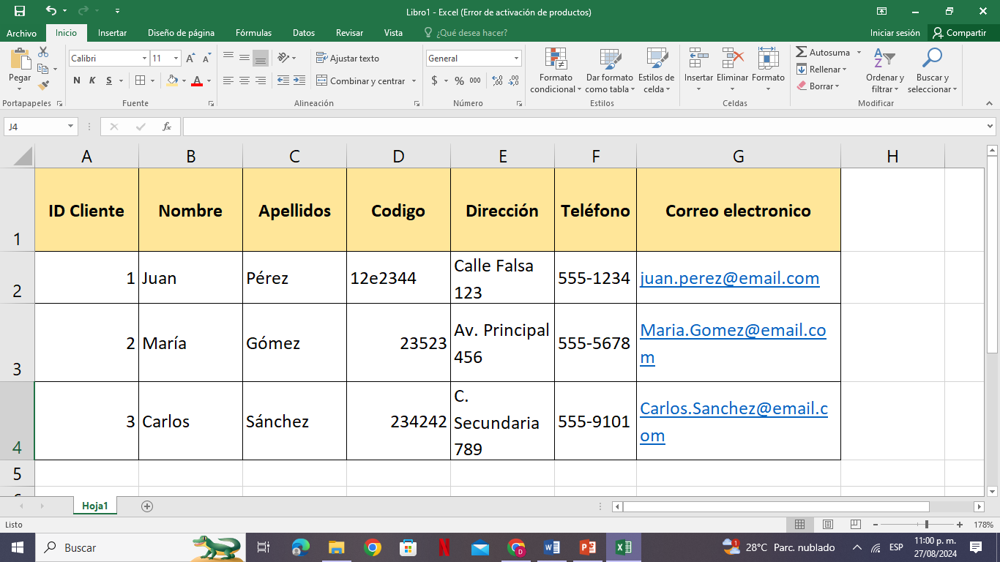 Libro1 - Excel (Error de activación de productos)
Archivo Inicio Insertar Diseño de página Fórmulas Datos Revisar Vista ¿Qué desea hacer? Iniciar sesión Compartir
Pegar
Portapapeles
Calibri 11
N K S A
Fuente
Ajustar texto
Combinar y centrar
Alineación
General
$ % 000
Número
Formato condicional
Dar formato como tabla
Estilos de celda
Estilos
Insertar Eliminar Formato
Celdas
Autosuma
Rellenar
Borrar
Ordenar y filtrar
Buscar y seleccionar
Modificar
J4 fx
A B C D E F G H
1 ID Cliente Nombre Apellidos Codigo Dirección Teléfono Correo electronico
2 1 Juan Pérez 12e2344 Calle Falsa 123 555-1234 juan.perez@email.com
3 2 María Gómez 23523 Av. Principal 456 555-5678 Maria.Gomez@email.com
4 3 Carlos Sánchez 234242 C. Secundaria 789 555-9101 Carlos.Sanchez@email.com
5
Hoja1
Listo 178%
Buscar 28°C Parc. nublado ESP 11:00 p. m.
27/08/2024